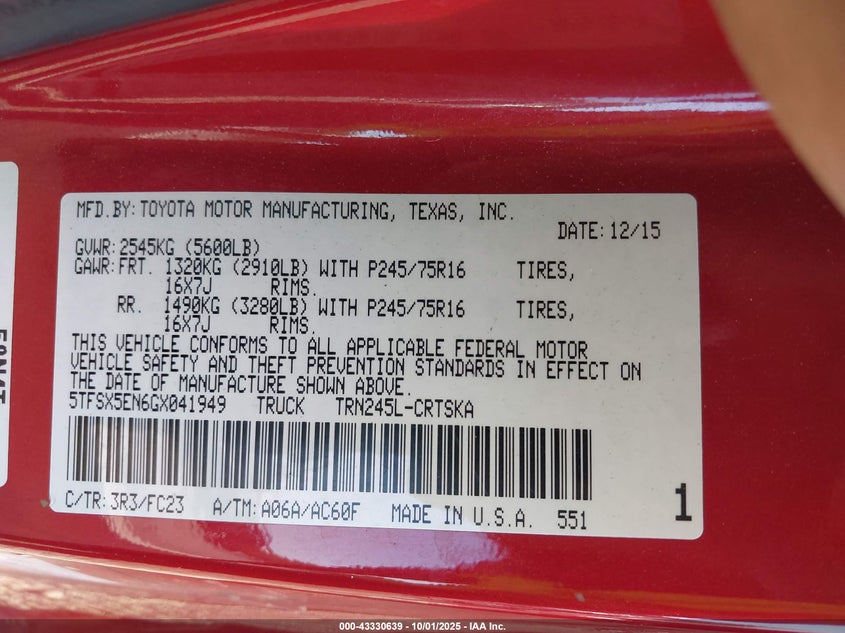 MFD.BY:TOYOTA MOTOR MANUFACTURING, TEXAS, INC.
DATE:12/15
GVWR:2545KG (5600LB)
GAWR:FRT. 1320KG (2910LB) WITH P245/75R16 TIRES,
16X7J RIMS.
RR. 1490KG (3280LB) WITH P245/75R16 TIRES,
16X7J RIMS.
THIS VEHICLE CONFORMS TO ALL APPLICABLE FEDERAL MOTOR
VEHICLE SAFETY AND THEFT PREVENTION STANDARDS IN EFFECT ON
THE DATE OF MANUFACTURE SHOWN ABOVE.
5TFSX5EN6GX041949 TRUCK TRN245L-CRTSKA
C/TR:3R3/FC23 A/TM:A06A/AC60F MADE IN U.S.A. 551
1
000-43330639 - 10/01/2025 - IAA Inc.